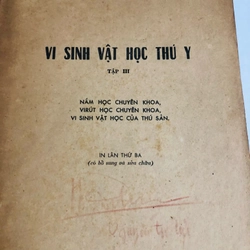 VI SINH VẬT HỌC THÚ Y
TẬP III
NẤM HỌC CHUYÊN KHOA,
VIRÚT HỌC CHUYÊN KHOA,
VI SINH VẬT HỌC CỦA THÚ SẢN.
IN LẦN THỨ BA
(có bổ sung và sửa chữa)